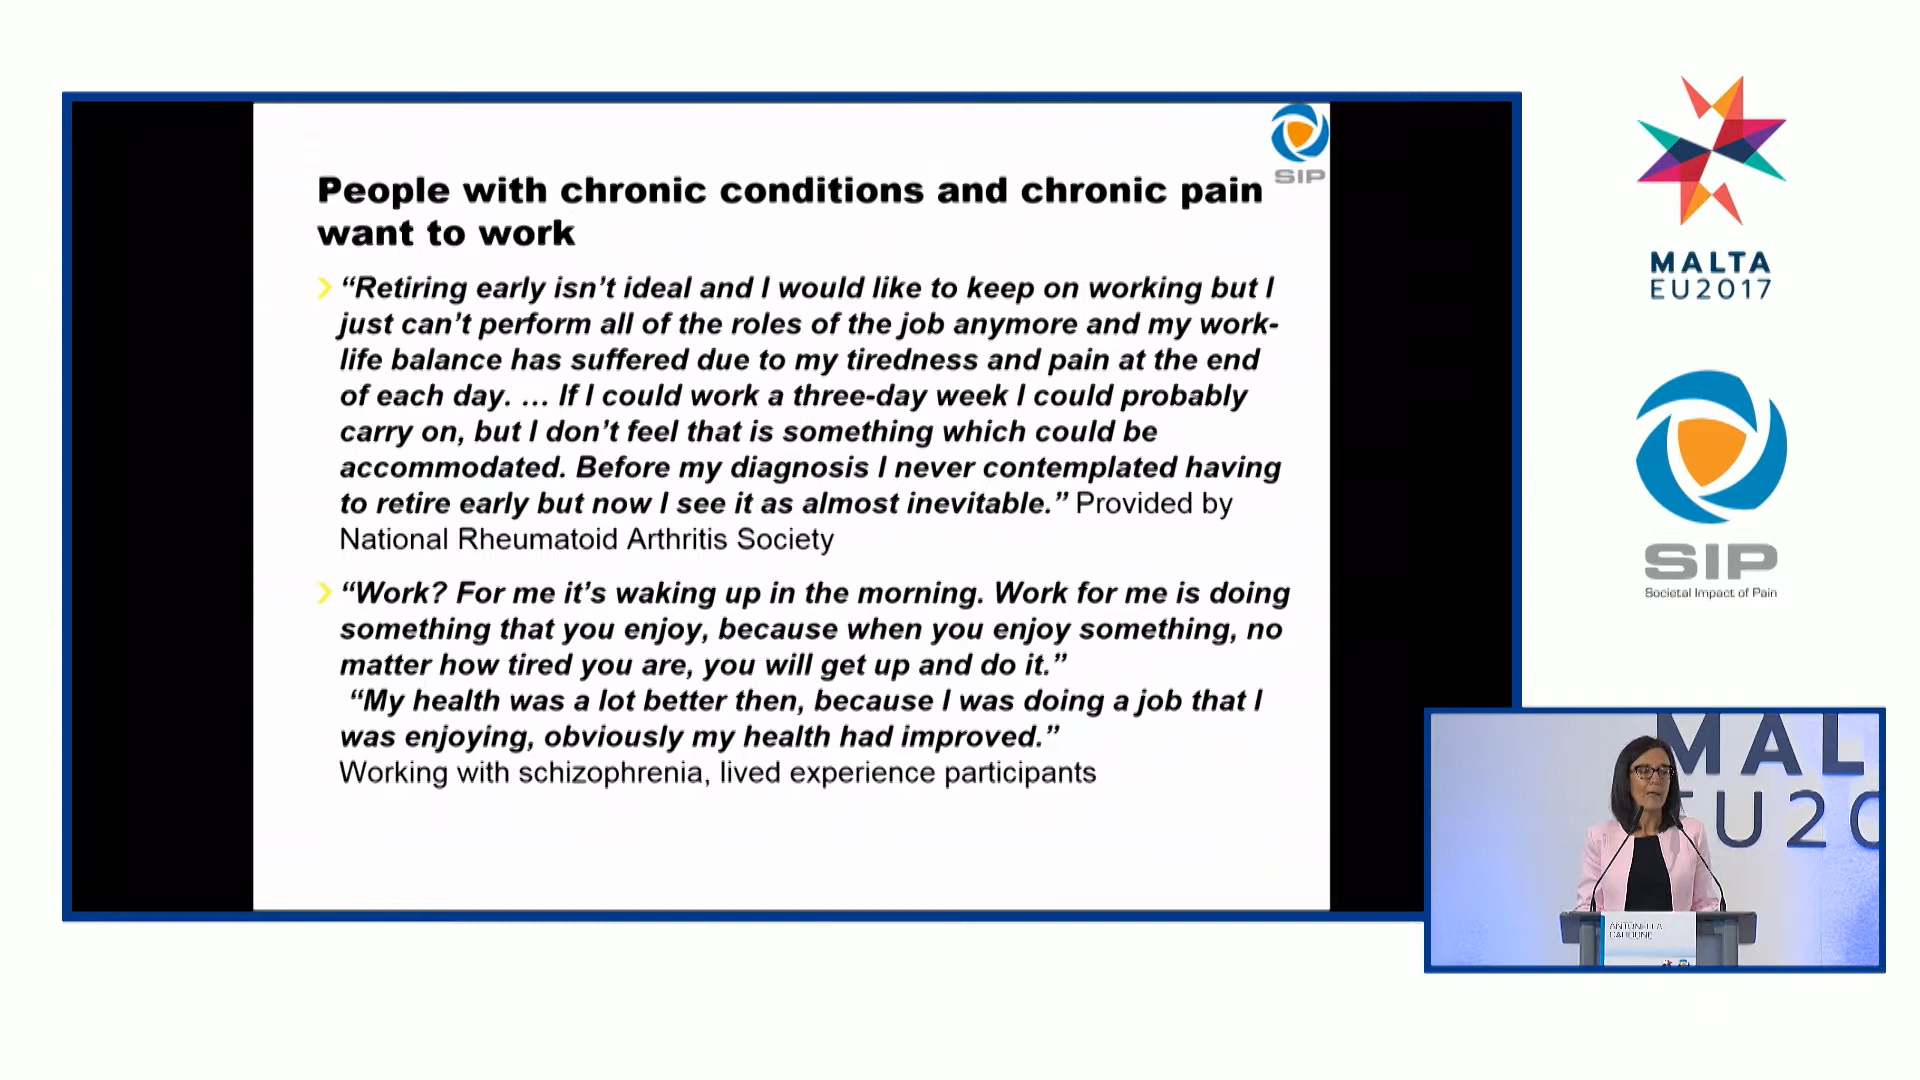 SIP
People with chronic conditions and chronic pain
want to work
“Retiring early isn’t ideal and I would like to keep on working but I
just can’t perform all of the roles of the job anymore and my work-
life balance has suffered due to my tiredness and pain at the end
of each day. … If I could work a three-day week I could probably
carry on, but I don’t feel that is something which could be
accommodated. Before my diagnosis I never contemplated having
to retire early but now I see it as almost inevitable.” Provided by
National Rheumatoid Arthritis Society
“Work? For me it’s waking up in the morning. Work for me is doing
something that you enjoy, because when you enjoy something, no
matter how tired you are, you will get up and do it.”
“My health was a lot better then, because I was doing a job that I
was enjoying, obviously my health had improved.”
Working with schizophrenia, lived experience participants
MALTA
EU2017
SIP
Societal Impact of Pain
MAL
EU20
ANTONELLA